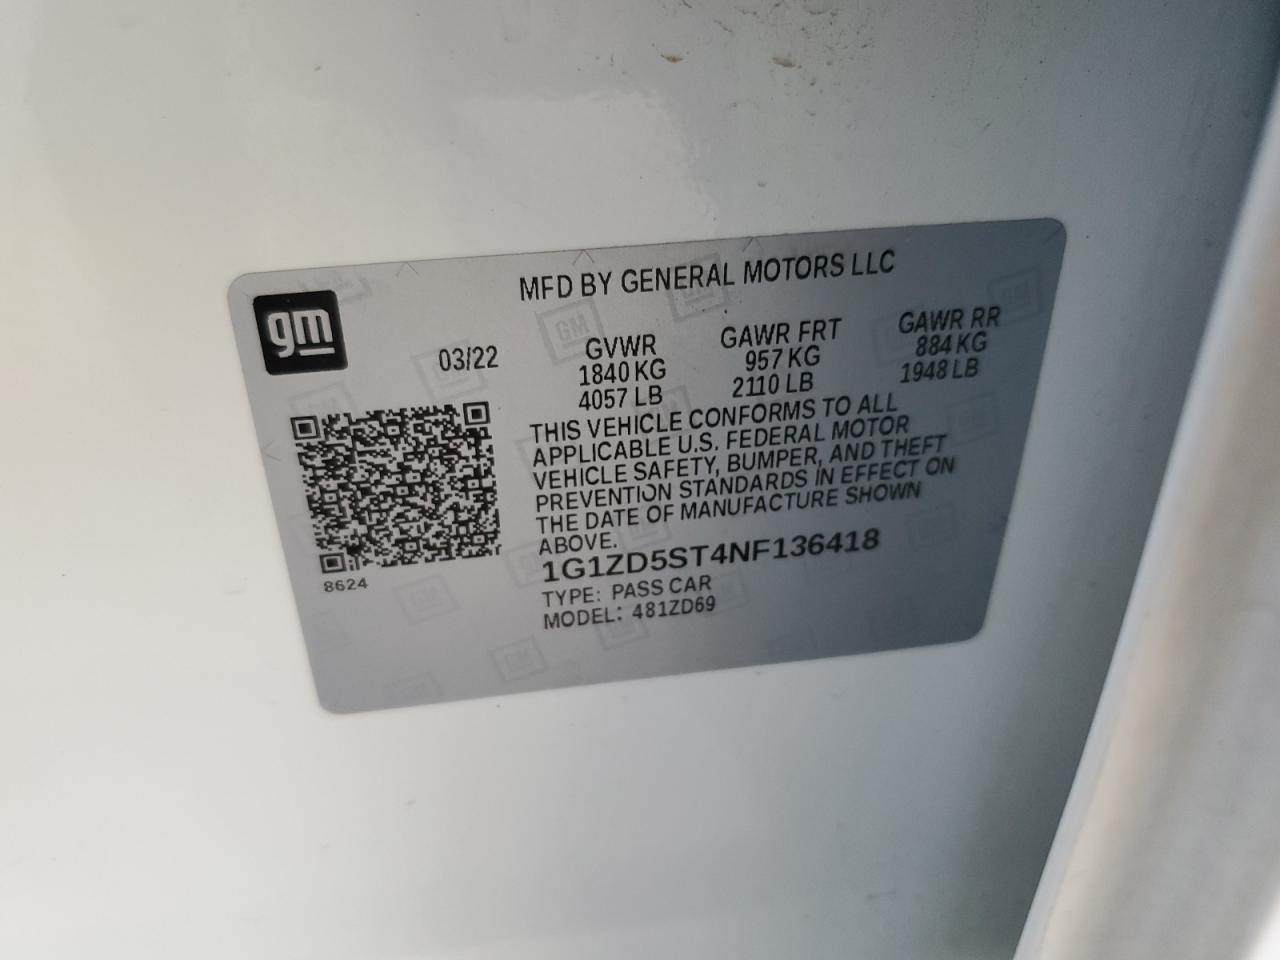 MFD BY GENERAL MOTORS LLC
gm
03/22
GVWR
1840 KG
4057 LB
GAWR FRT
957 KG
2110 LB
GAWR RR
884 KG
1948 LB
THIS VEHICLE CONFORMS TO ALL
APPLICABLE U.S. FEDERAL MOTOR
VEHICLE SAFETY, BUMPER, AND THEFT
PREVENTION STANDARDS IN EFFECT ON
THE DATE OF MANUFACTURE SHOWN
ABOVE.
1G1ZD5ST4NF136418
TYPE: PASS CAR
MODEL: 481ZD69
8624